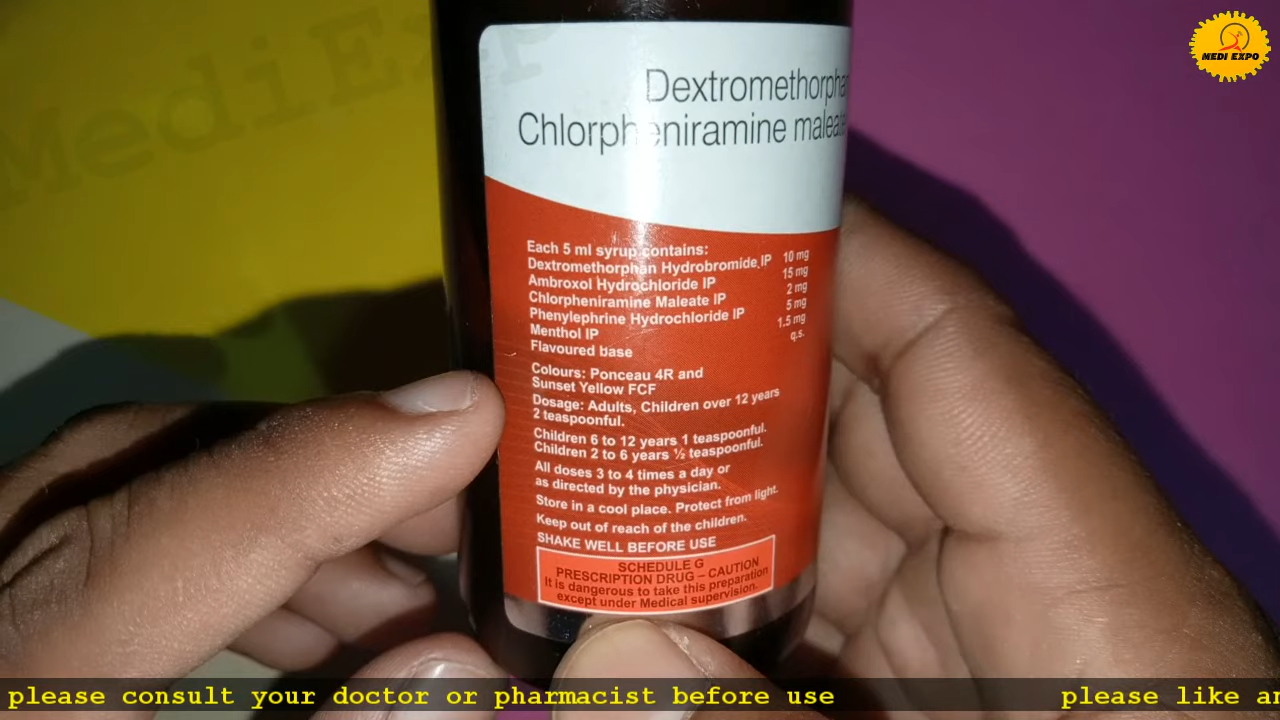 MediExp
MEDI EXPO
Dextromethorphan
Chlorpheniramine maleate
Each 5 ml syrup contains:
Dextromethorphan Hydrobromide IP 10 mg
Ambroxol Hydrochloride IP 15 mg
Chlorpheniramine Maleate IP 2 mg
Phenylephrine Hydrochloride IP 5 mg
Menthol IP 1.5 mg
Flavoured base q.s.
Colours: Ponceau 4R and
Sunset Yellow FCF
Dosage: Adults, Children over 12 years
2 teaspoonful.
Children 6 to 12 years 1 teaspoonful.
Children 2 to 6 years ½ teaspoonful.
All doses 3 to 4 times a day or
as directed by the physician.
Store in a cool place. Protect from light.
Keep out of reach of the children.
SHAKE WELL BEFORE USE
SCHEDULE G
PRESCRIPTION DRUG – CAUTION
It is dangerous to take this preparation
except under Medical supervision.
please consult your doctor or pharmacist before use please like an